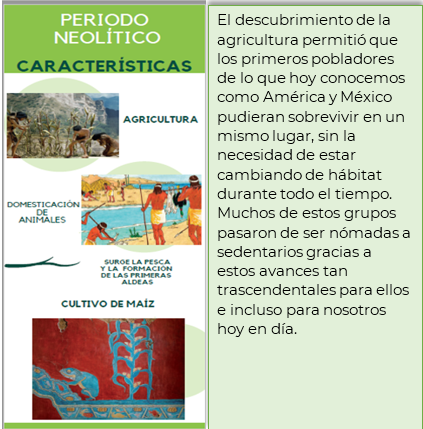 PERIODO
NEOLÍTICO
CARACTERÍSTICAS
AGRICULTURA
DOMESTICACIÓN
DE
ANIMALES
SURGE LA PESCA
Y LA FORMACIÓN
DE LAS PRIMERAS
ALDEAS
CULTIVO DE MAÍZ
El descubrimiento de la
agricultura permitió que
los primeros pobladores
de lo que hoy conocemos
como América y México
pudieran sobrevivir en un
mismo lugar, sin la
necesidad de estar
cambiando de hábitat
durante todo el tiempo.
Muchos de estos grupos
pasaron de ser nómadas a
sedentarios gracias a
estos avances tan
trascendentales para ellos
e incluso para nosotros
hoy en día.